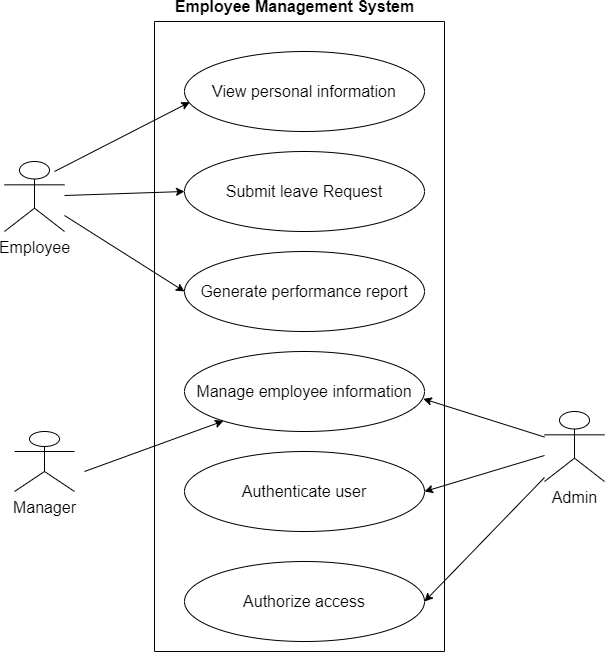 Employee Management System
View personal information
Submit leave Request
Employee
Generate performance report
Manage employee information
Manager
Authenticate user
Admin
Authorize access